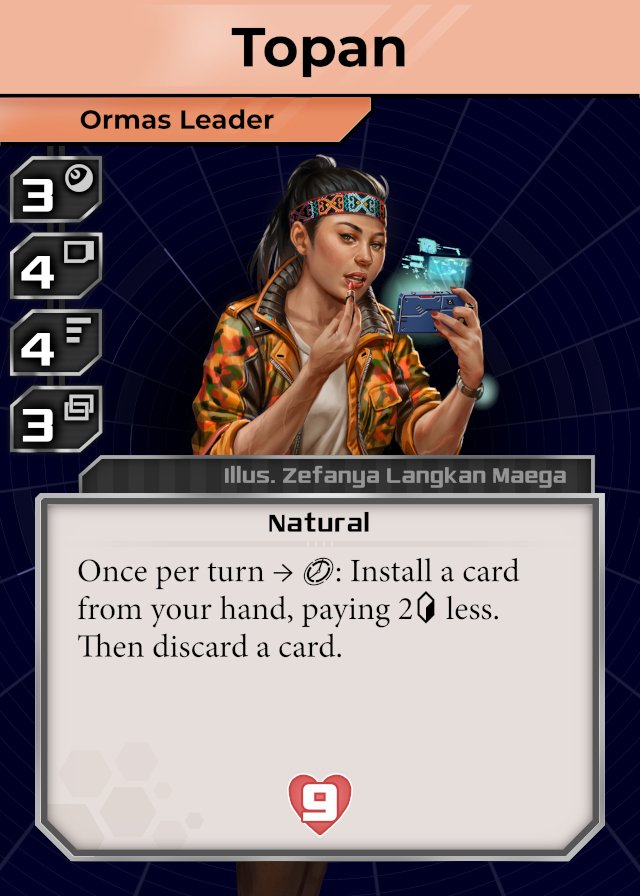 Topan
Ormas Leader
3
4
4
3
Illus. Zefanya Langkan Maega
Natural
Once per turn → : Install a card
from your hand, paying 2 less.
Then discard a card.
9